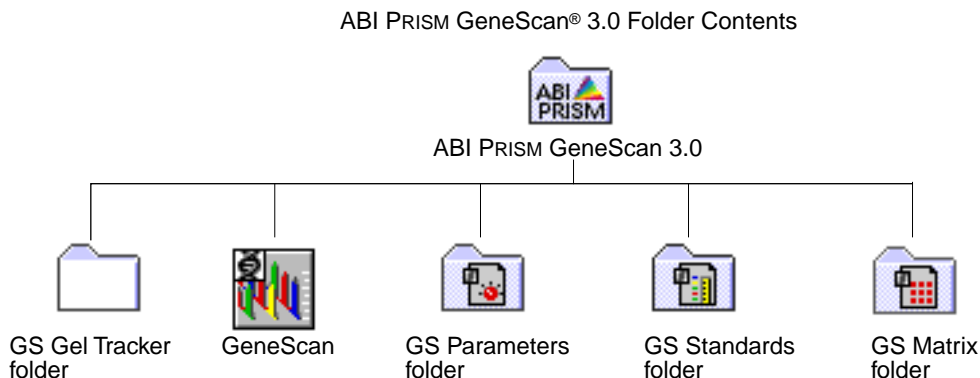 ABI PRISM GeneScan® 3.0 Folder Contents
ABI
PRISM
ABI PRISM GeneScan 3.0
GS Gel Tracker
folder
GeneScan
GS Parameters
folder
GS Standards
folder
GS Matrix
folder